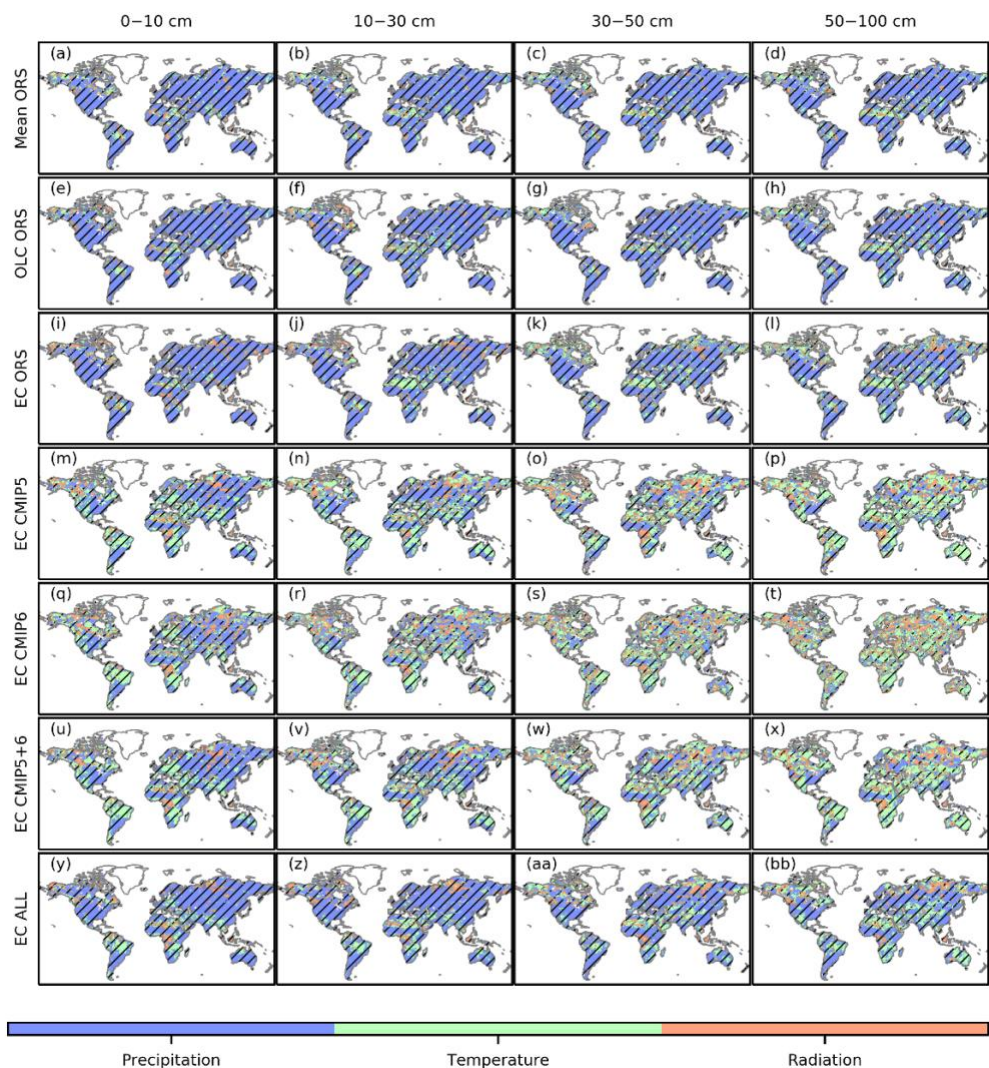 0−10 cm 10−30 cm 30−50 cm 50−100 cm
Mean ORS (a) (b) (c) (d)
OLC ORS (e) (f) (g) (h)
EC ORS (i) (j) (k) (l)
EC CMIP5 (m) (n) (o) (p)
EC CMIP6 (q) (r) (s) (t)
EC CMIP5+6 (u) (v) (w) (x)
EC ALL (y) (z) (aa) (bb)
Precipitation Temperature Radiation